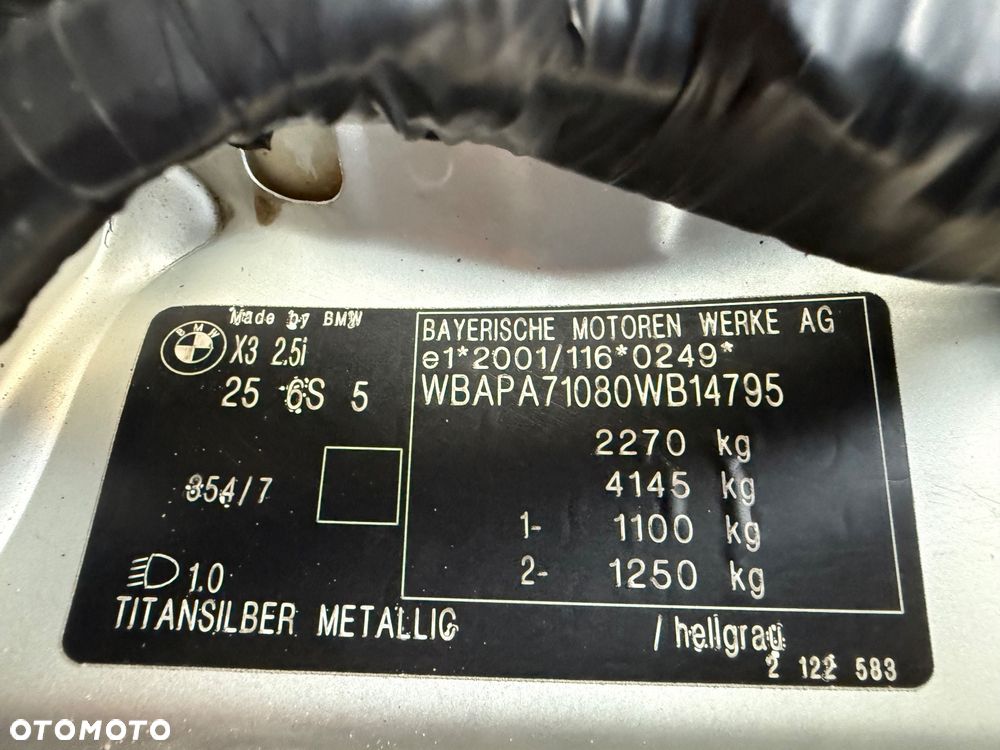 Made by BMW
BMW
X3 2.5i
25 6S 5
354/7
1.0
TITANSILBER METALLIC
BAYERISCHE MOTOREN WERKE AG
e1*2001/116*0249*
WBAPA71080WB14795
2270 kg
4145 kg
1- 1100 kg
2- 1250 kg
/ hellgrau
2 122 583
OTOMOTO